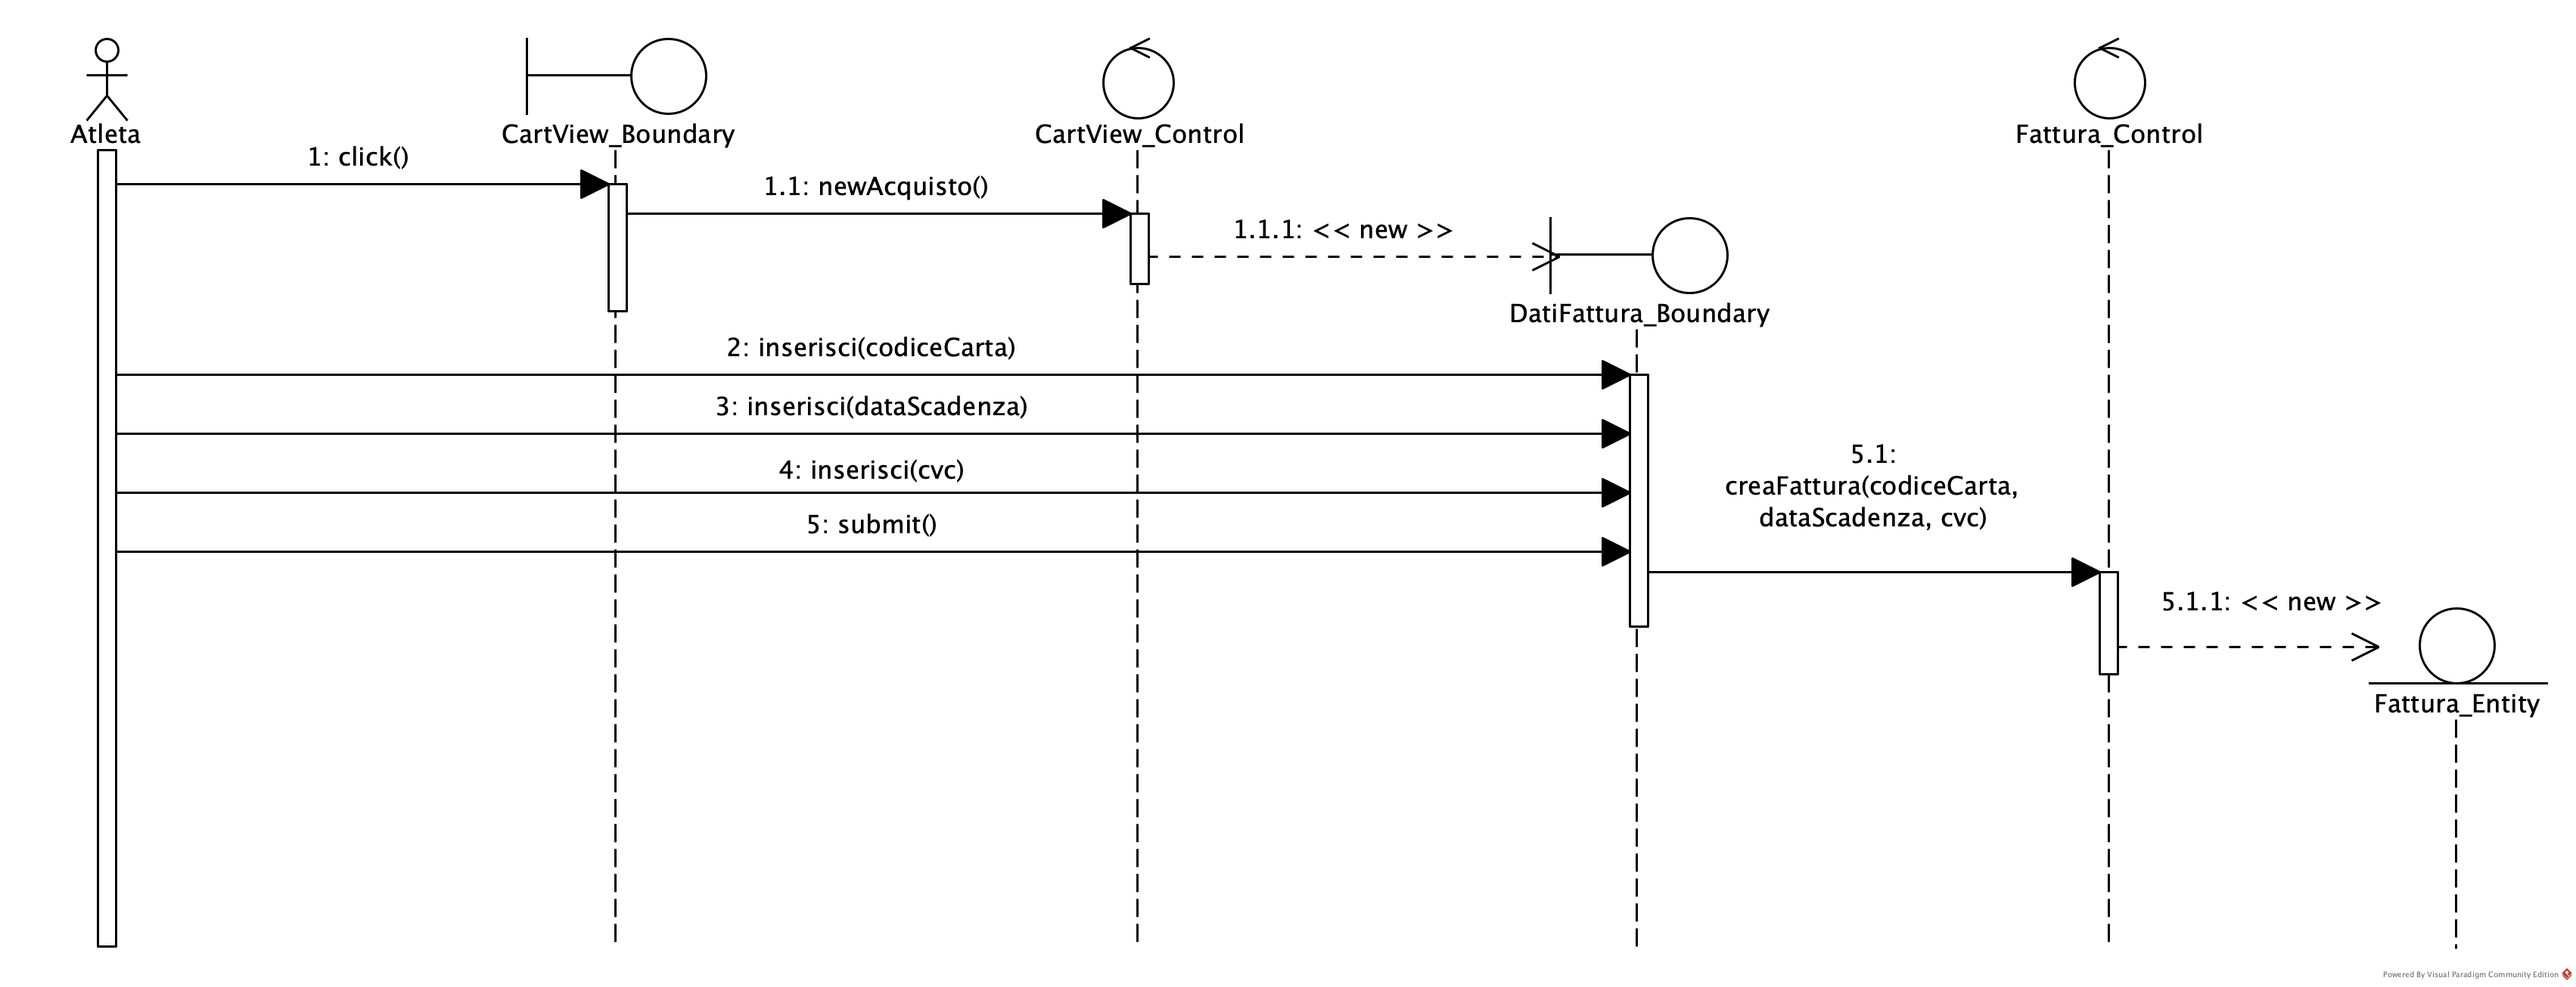 Atleta
CartView_Boundary
CartView_Control
Fattura_Control
1: click()
1.1: newAcquisto()
1.1.1: << new >>
DatiFattura_Boundary
2: inserisci(codiceCarta)
3: inserisci(dataScadenza)
4: inserisci(cvc)
5: submit()
5.1:
creaFattura(codiceCarta,
dataScadenza, cvc)
5.1.1: << new >>
Fattura_Entity
Powered By Visual Paradigm Community Edition